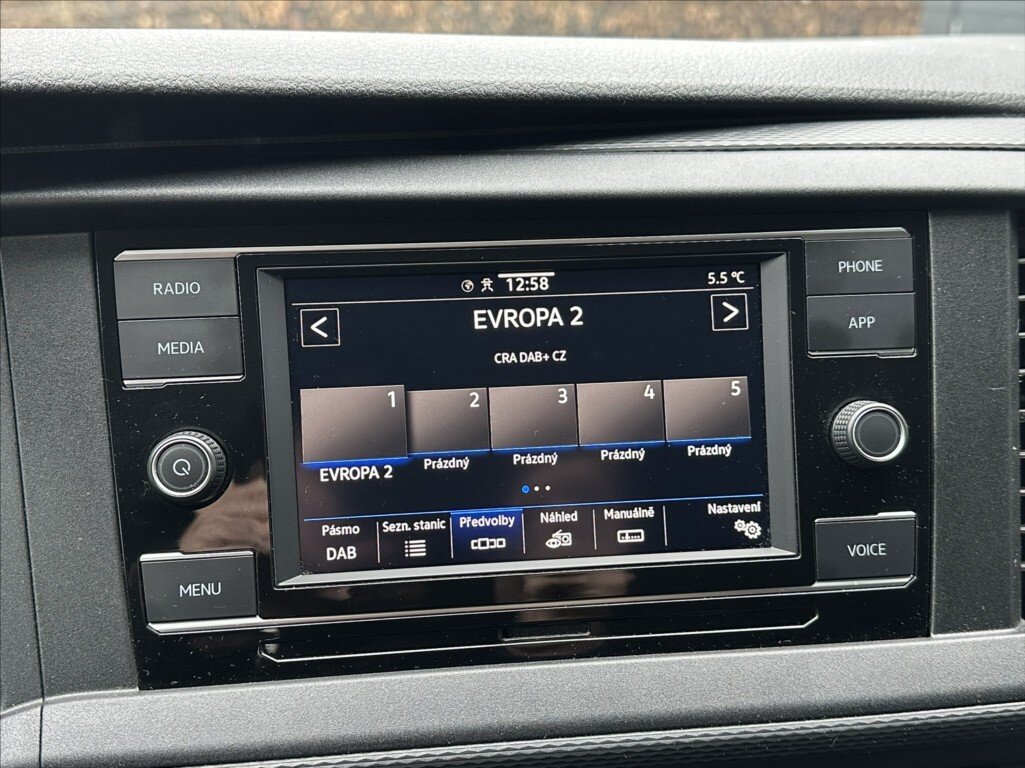 RADIO
MEDIA
MENU
12:58
5.5 °C
<
EVROPA 2
>
CRA DAB+ CZ
1
2
3
4
5
EVROPA 2
Prázdný
Prázdný
Prázdný
Prázdný
Pásmo
DAB
Sezn. stanic
Předvolby
Náhled
Manuálně
Nastavení
PHONE
APP
VOICE